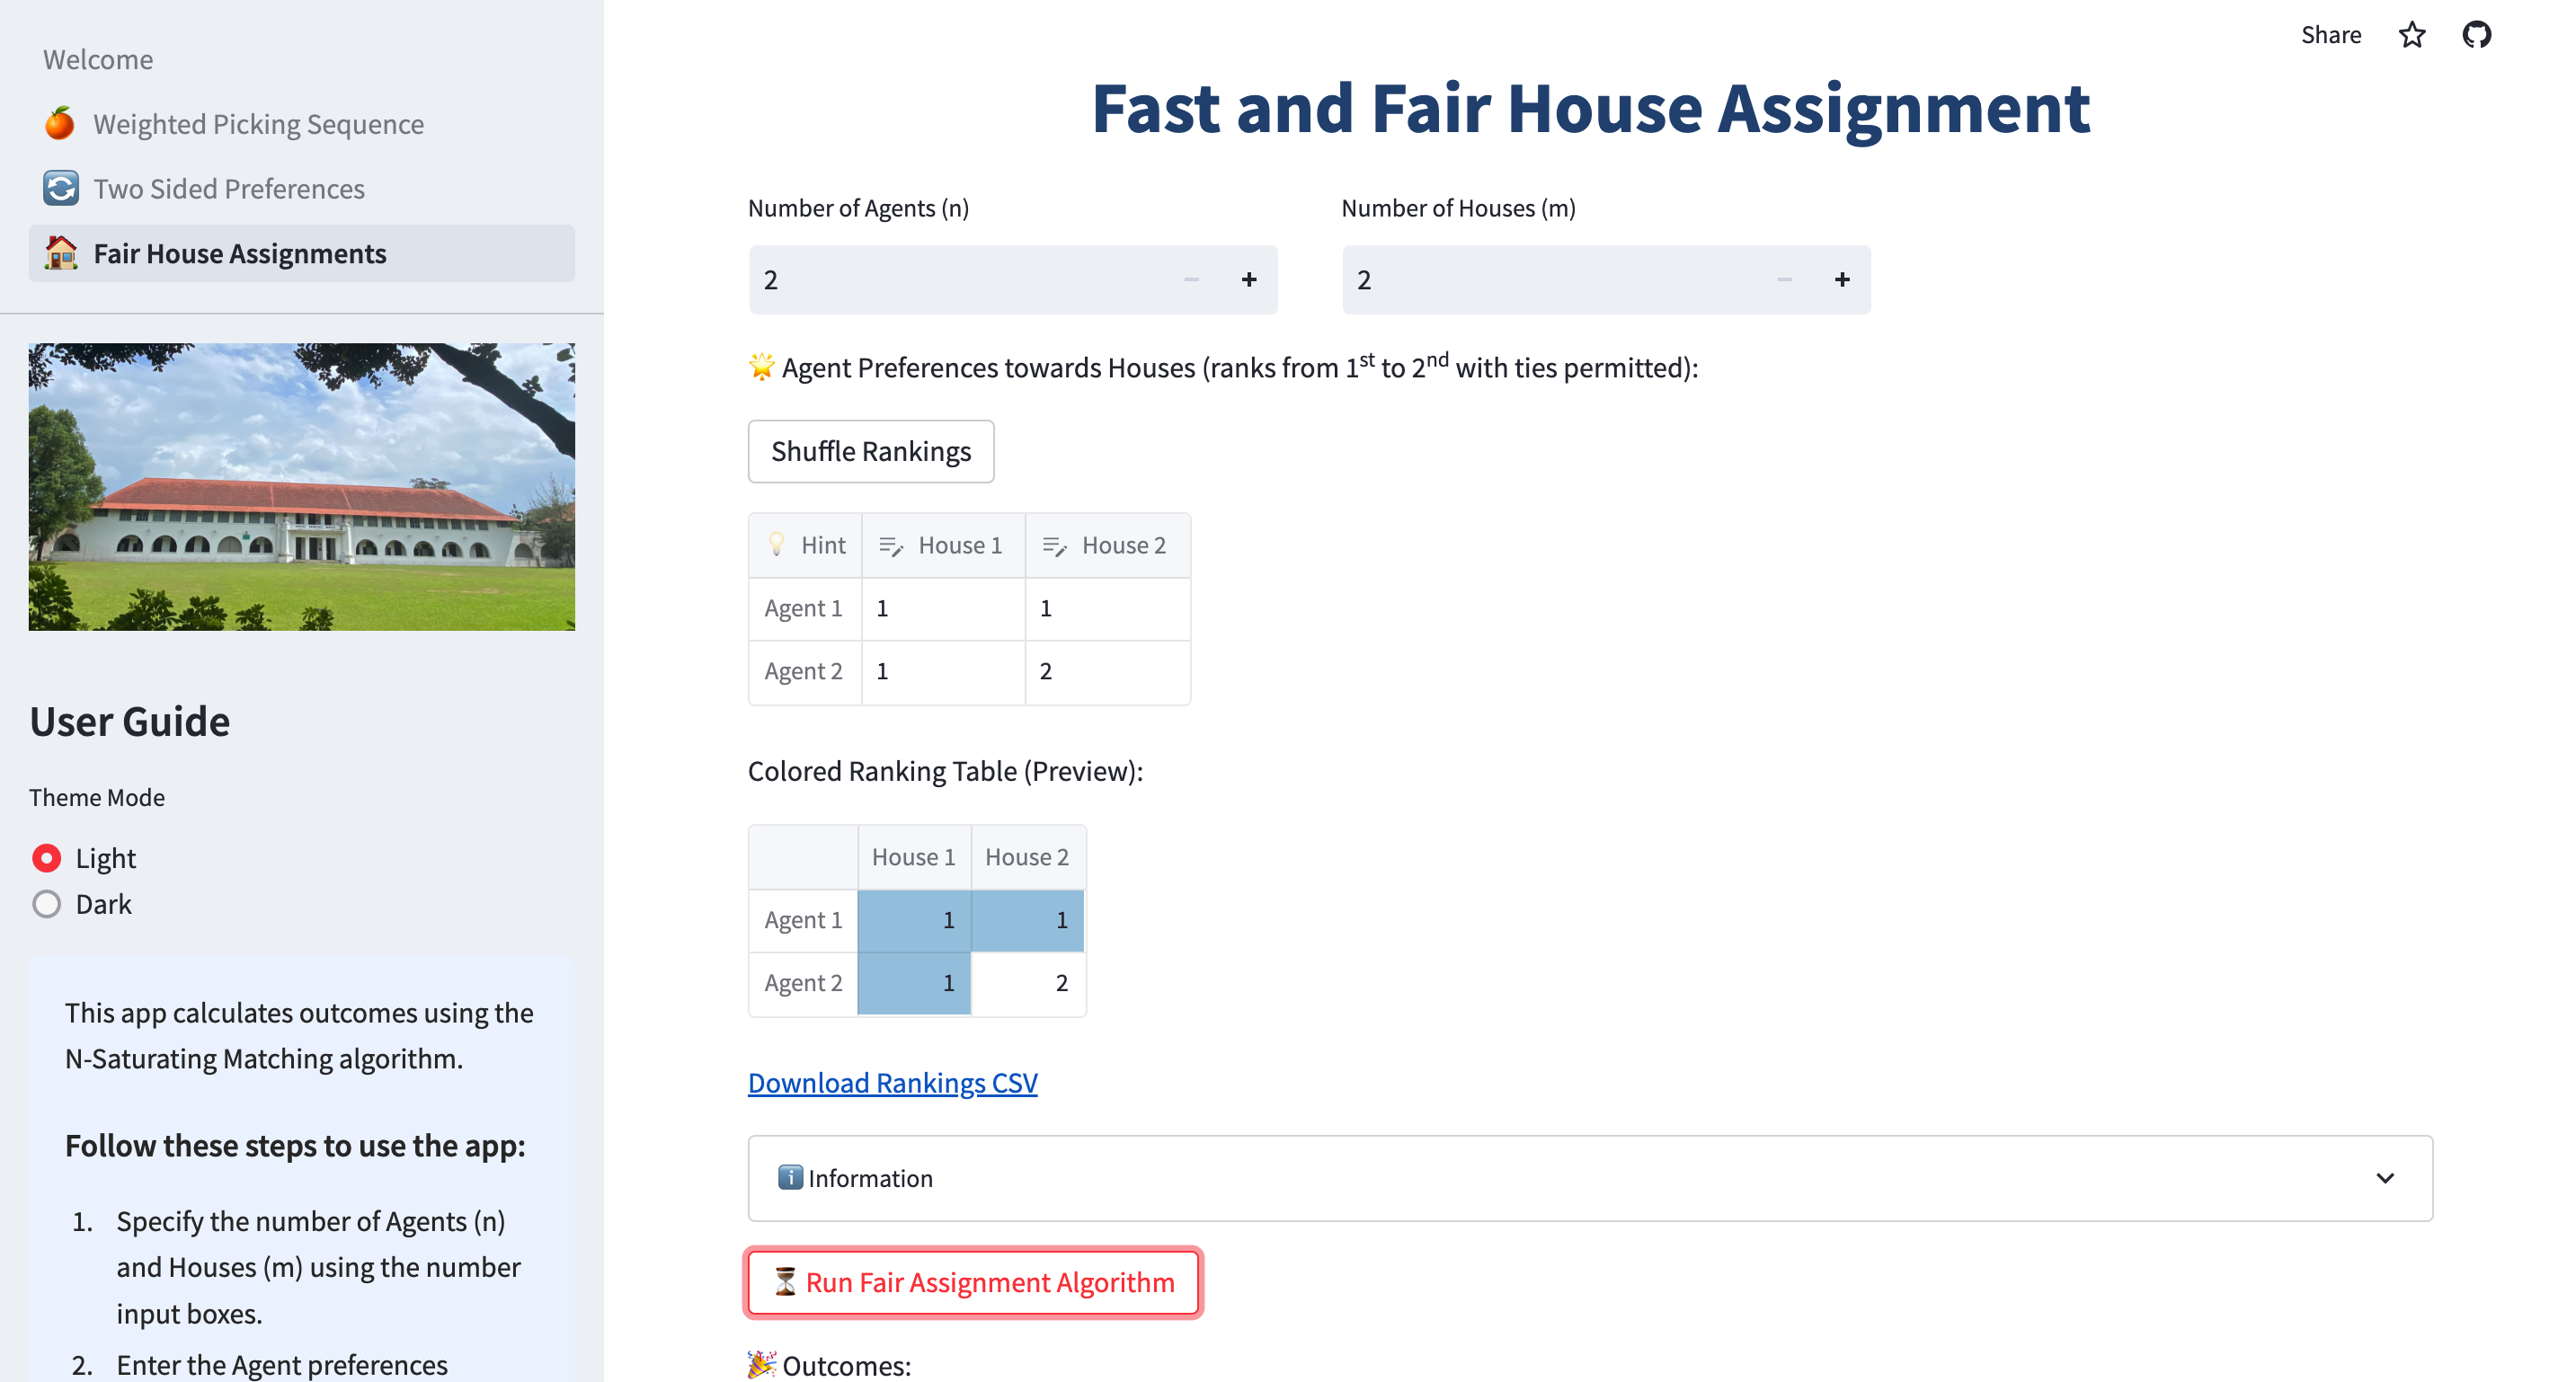 Welcome
Weighted Picking Sequence
Two Sided Preferences
Fair House Assignments
User Guide
Theme Mode
Light
Dark
This app calculates outcomes using the
N-Saturating Matching algorithm.
Follow these steps to use the app:
1. Specify the number of Agents (n)
and Houses (m) using the number
input boxes.
2. Enter the Agent preferences
Share
Fast and Fair House Assignment
Number of Agents (n) Number of Houses (m)
2 2
Agent Preferences towards Houses (ranks from 1st to 2nd with ties permitted):
Shuffle Rankings
Hint House 1 House 2
Agent 1 1 1
Agent 2 1 2
Colored Ranking Table (Preview):
House 1 House 2
Agent 1 1 1
Agent 2 1 2
Download Rankings CSV
Information
Run Fair Assignment Algorithm
Outcomes: